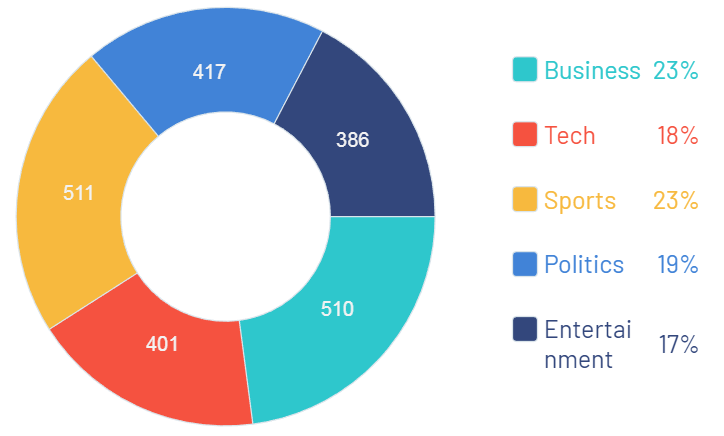 417
386
511
510
401
Business 23%
Tech 18%
Sports 23%
Politics 19%
Entertai
nment 17%